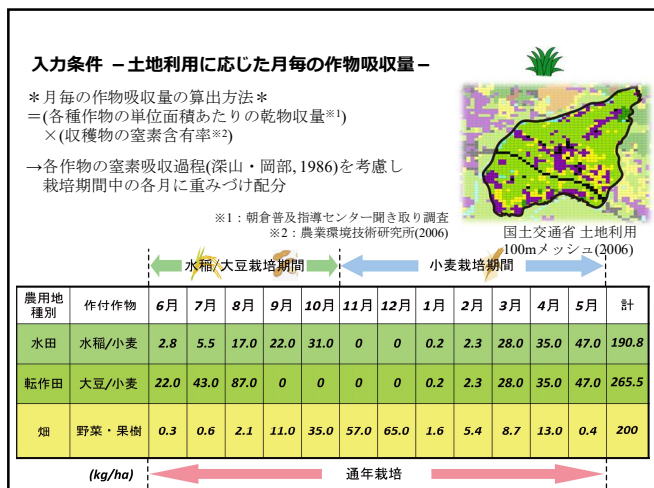 入力条件 －土地利用に応じた月毎の作物吸収量－
＊月毎の作物吸収量の算出方法＊
＝(各種作物の単位面積あたりの乾物収量※1)
×(収穫物の窒素含有率※2)
→各作物の窒素吸収過程(深山・岡部,1986)を考慮し
栽培期間中の各月に重みづけ配分
※1：朝倉普及指導センター聞き取り調査
※2：農業環境技術研究所(2006)
国土交通省 土地利用
100mメッシュ(2006)
水稲/大豆栽培期間 小麦栽培期間
農用地種別 作付作物 6月 7月 8月 9月 10月 11月 12月 1月 2月 3月 4月 5月 計
水田 水稲/小麦 2.8 5.5 17.0 22.0 31.0 0 0 0.2 2.3 28.0 35.0 47.0 190.8
転作田 大豆/小麦 22.0 43.0 87.0 0 0 0 0 0.2 2.3 28.0 35.0 47.0 265.5
畑 野菜・果樹 0.3 0.6 2.1 11.0 35.0 57.0 65.0 1.6 5.4 8.7 13.0 0.4 200
(kg/ha) 通年栽培